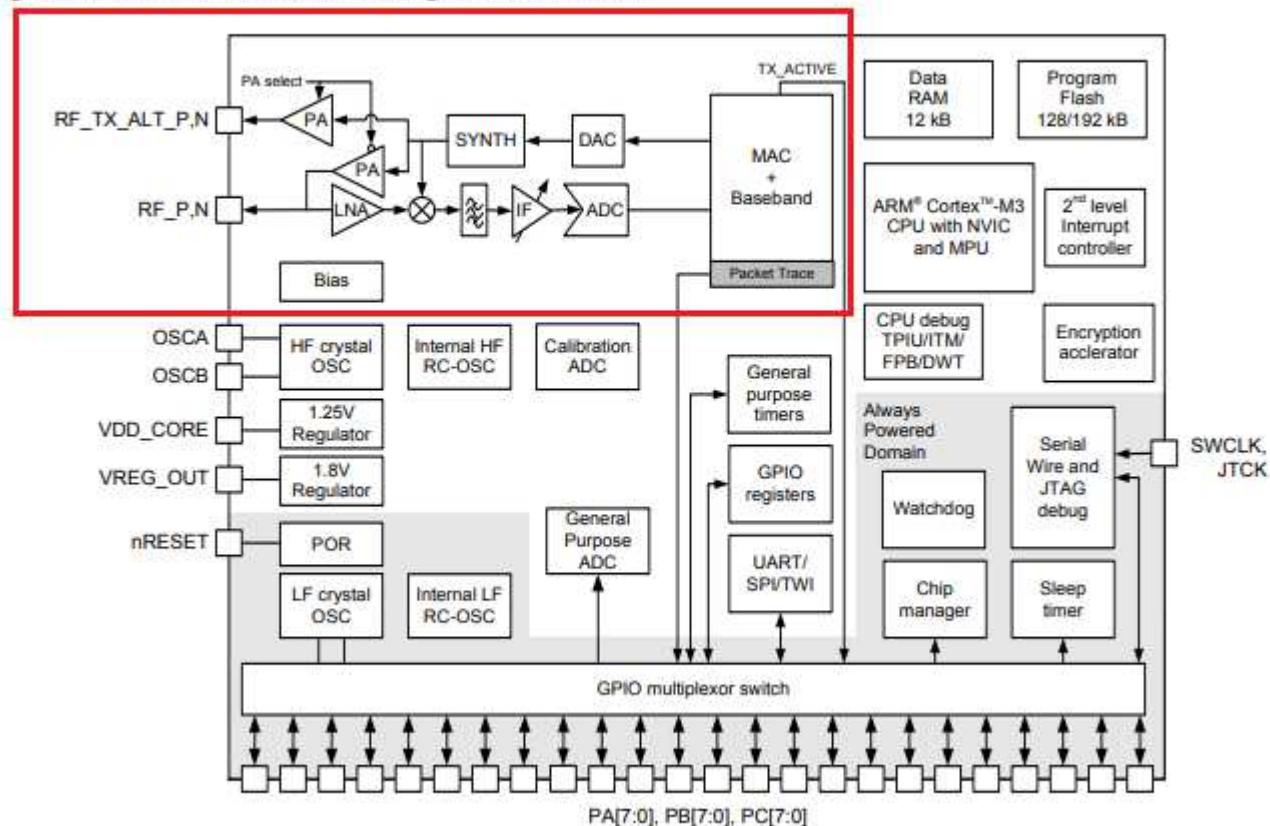 PA select
TX_ACTIVE
RF_TX_ALT_P,N
PA
SYNTH
DAC
MAC
+
Baseband
PA
RF_P,N
LNA
IF
ADC
Packet Trace
Bias
Data
RAM
12 kB
Program
Flash
128/192 kB
ARM® Cortex™-M3
CPU with NVIC
and MPU
2nd level
Interrupt
controller
CPU debug
TPIU/ITM/
FPB/DWT
Encryption
acclerator
OSCA
OSCB
HF crystal
OSC
Internal HF
RC-OSC
Calibration
ADC
VDD_CORE
1.25V
Regulator
VREG_OUT
1.8V
Regulator
General
purpose
timers
GPIO
registers
UART/
SPI/TWI
Always
Powered
Domain
Serial
Wire and
JTAG
debug
SWCLK,
JTCK
Watchdog
nRESET
POR
General
Purpose
ADC
LF crystal
OSC
Internal LF
RC-OSC
Chip
manager
Sleep
timer
GPIO multiplexor switch
PA[7:0], PB[7:0], PC[7:0]